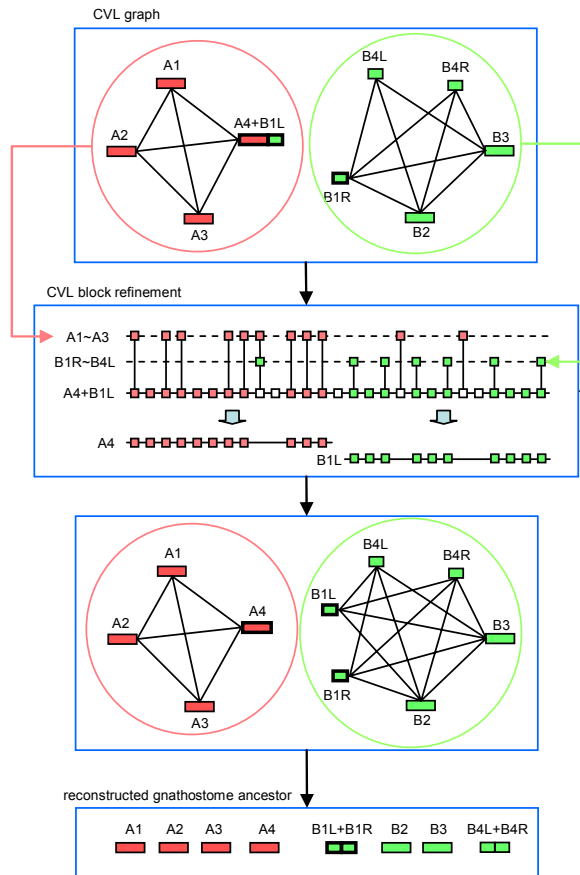 CVL graph
A1
A2
A4+B1L
A3
B4L
B4R
B3
B1R
B2
CVL block refinement
A1~A3
B1R~B4L
A4+B1L
A4
B1L
A1
A2
A4
A3
B4L
B4R
B1L
B3
B1R
B2
reconstructed gnathostome ancestor
A1 A2 A3 A4 B1L+B1R B2 B3 B4L+B4R